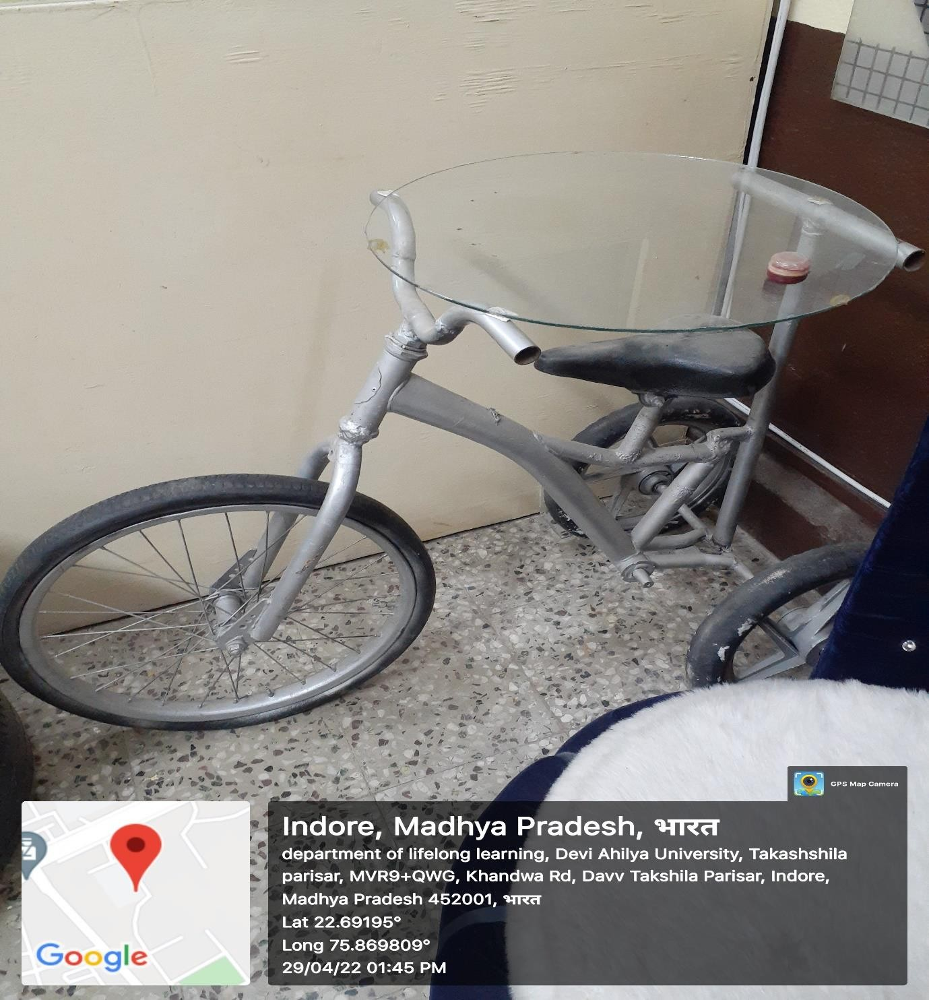 GPS Map Camera
Indore, Madhya Pradesh, भारत
department of lifelong learning, Devi Ahilya University, Takashshila
parisar, MVR9+QWG, Khandwa Rd, Davv Takshila Parisar, Indore,
Madhya Pradesh 452001, भारत
Lat 22.69195°
Long 75.869809°
29/04/22 01:45 PM
Google